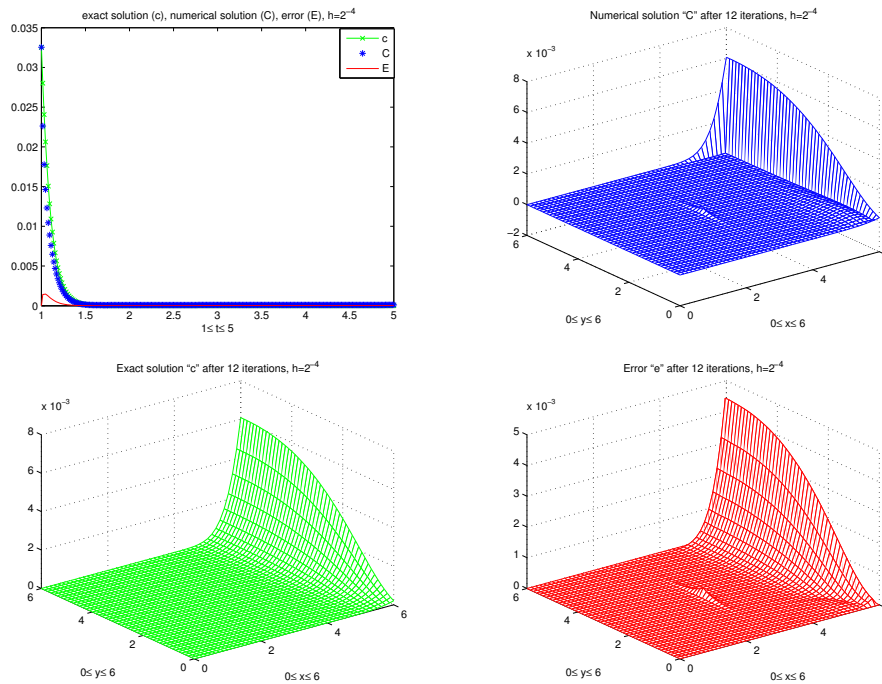 exact solution (c), numerical solution (C), error (E), h=2⁻⁴
0.035
0.03
0.025
0.02
0.015
0.01
0.005
0
1 1.5 2 2.5 3 3.5 4 4.5 5
1≤ t≤ 5
c
C
E
Numerical solution “C” after 12 iterations, h=2⁻⁴
x 10⁻³
8
6
4
2
0
−2
6
4
2
0
0
2
4
0≤ y≤ 6
0≤ x≤ 6
Exact solution “c” after 12 iterations, h=2⁻⁴
x 10⁻³
8
6
4
2
0
6
4
2
0
0
2
4
6
0≤ y≤ 6
0≤ x≤ 6
Error “e” after 12 iterations, h=2⁻⁴
x 10⁻³
5
4
3
2
1
0
6
4
2
0
0
2
4
0≤ y≤ 6
0≤ x≤ 6